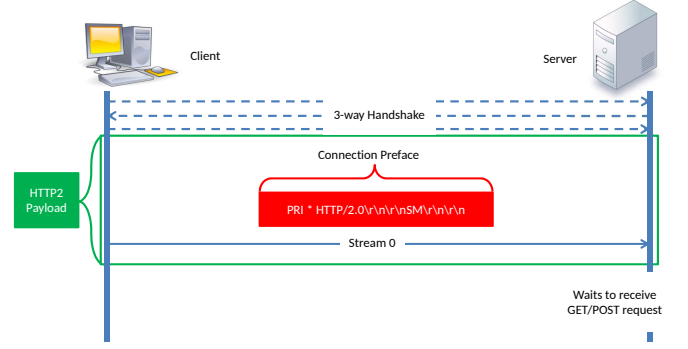 Client
Server
3-way Handshake
Connection Preface
HTTP2
Payload
PRI * HTTP/2.0\r\n\r\nSM\r\n\r\n
Stream 0
Waits to receive
GET/POST request